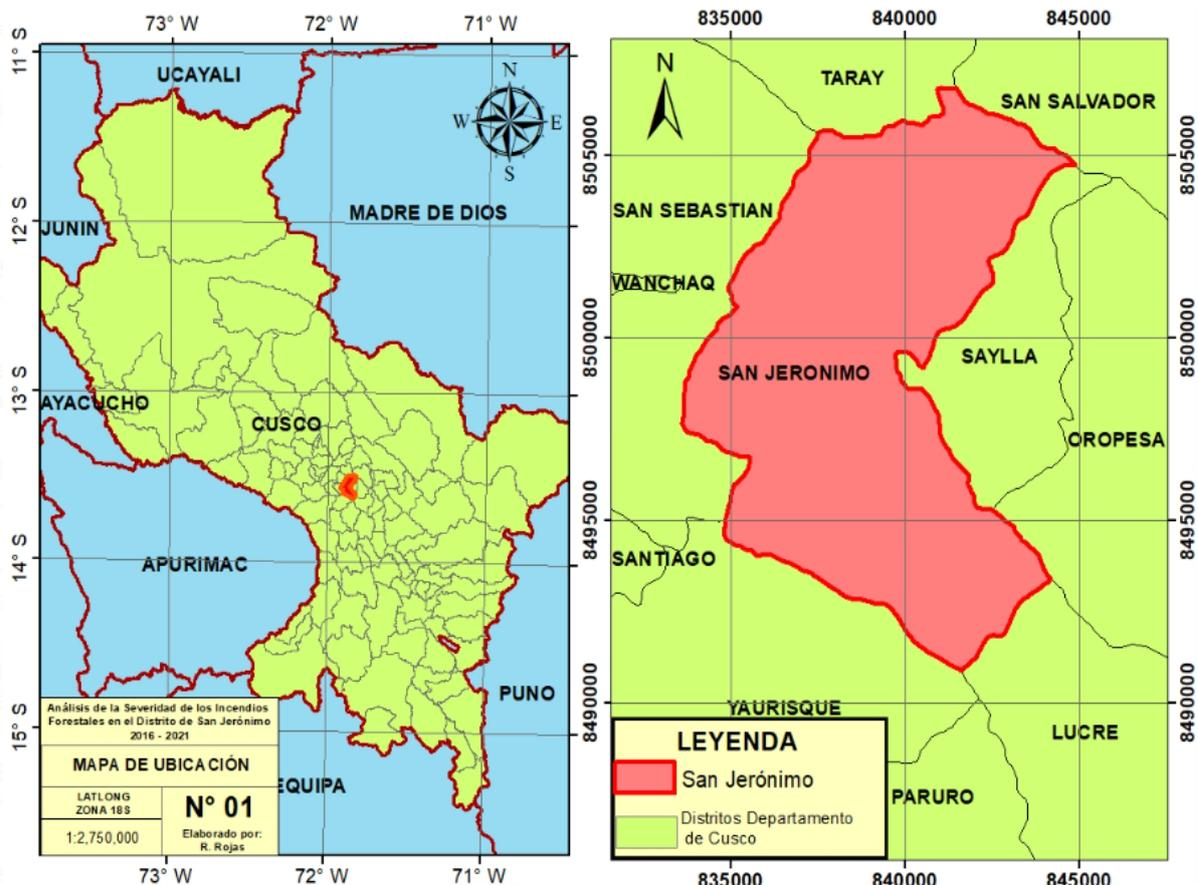 73° W
72° W
71° W
11° S
12° S
13° S
14° S
15° S
UCAYALI
N
W
E
S
MADRE DE DIOS
JUNIN
AYACUCHO
CUSCO
APURIMAC
PUNO
EQUIPA
Análisis de la Severidad de los Incendios
Forestales en el Distrito de San Jerónimo
2016 - 2021
MAPA DE UBICACIÓN
LATLONG
ZONA 18S
1:2,750,000
N° 01
Elaborado por:
R. Rojas
73° W
72° W
71° W
835000
840000
845000
8505000
8500000
8495000
8490000
N
TARAY
SAN SALVADOR
SAN SEBASTIAN
WANCHAQ
SAYLLA
SAN JERONIMO
OROPESA
SANTIAGO
YAURISQUE
LUCRE
PARURO
LEYENDA
San Jerónimo
Distritos Departamento
de Cusco
8505000
8500000
8495000
8490000
835000
840000
845000